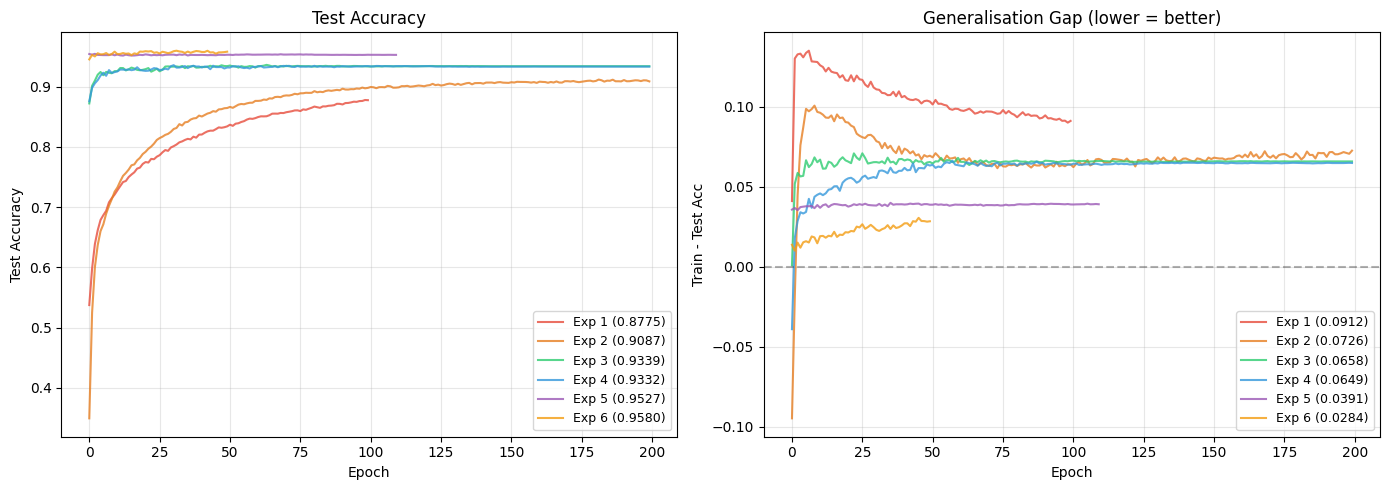 Test Accuracy
Test Accuracy
0.9
0.8
0.7
0.6
0.5
0.4
0
25
50
75
100
125
150
175
200
Epoch
Exp 1 (0.8775)
Exp 2 (0.9087)
Exp 3 (0.9339)
Exp 4 (0.9332)
Exp 5 (0.9527)
Exp 6 (0.9580)
Generalisation Gap (lower = better)
Train - Test Acc
0.10
0.05
0.00
−0.05
−0.10
0
25
50
75
100
125
150
175
200
Epoch
Exp 1 (0.0912)
Exp 2 (0.0726)
Exp 3 (0.0658)
Exp 4 (0.0649)
Exp 5 (0.0391)
Exp 6 (0.0284)